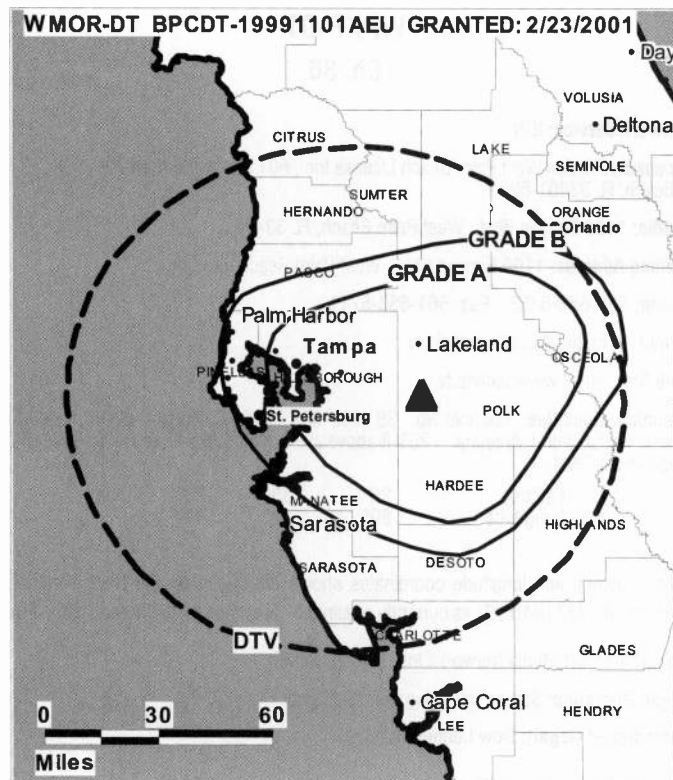 WMOR-DT BPCDT-19991101AEU GRANTED: 2/23/2001
Day
VOLUSIA
Deltona
CITRUS
LAKE
SEMINOLE
SUMTER
HERNANDO
ORANGE
Orlando
GRADE B
PASCO
GRADE A
Palm Harbor
Tampa
Lakeland
OSCEOLA
PINELLAS
HILLSBOROUGH
POLK
St. Petersburg
HARDEE
MANATEE
Sarasota
HIGHLANDS
DESOTO
SARASOTA
CHARLOTTE
DTV
GLADES
Cape Coral
HENDRY
LEE
0 30 60
Miles